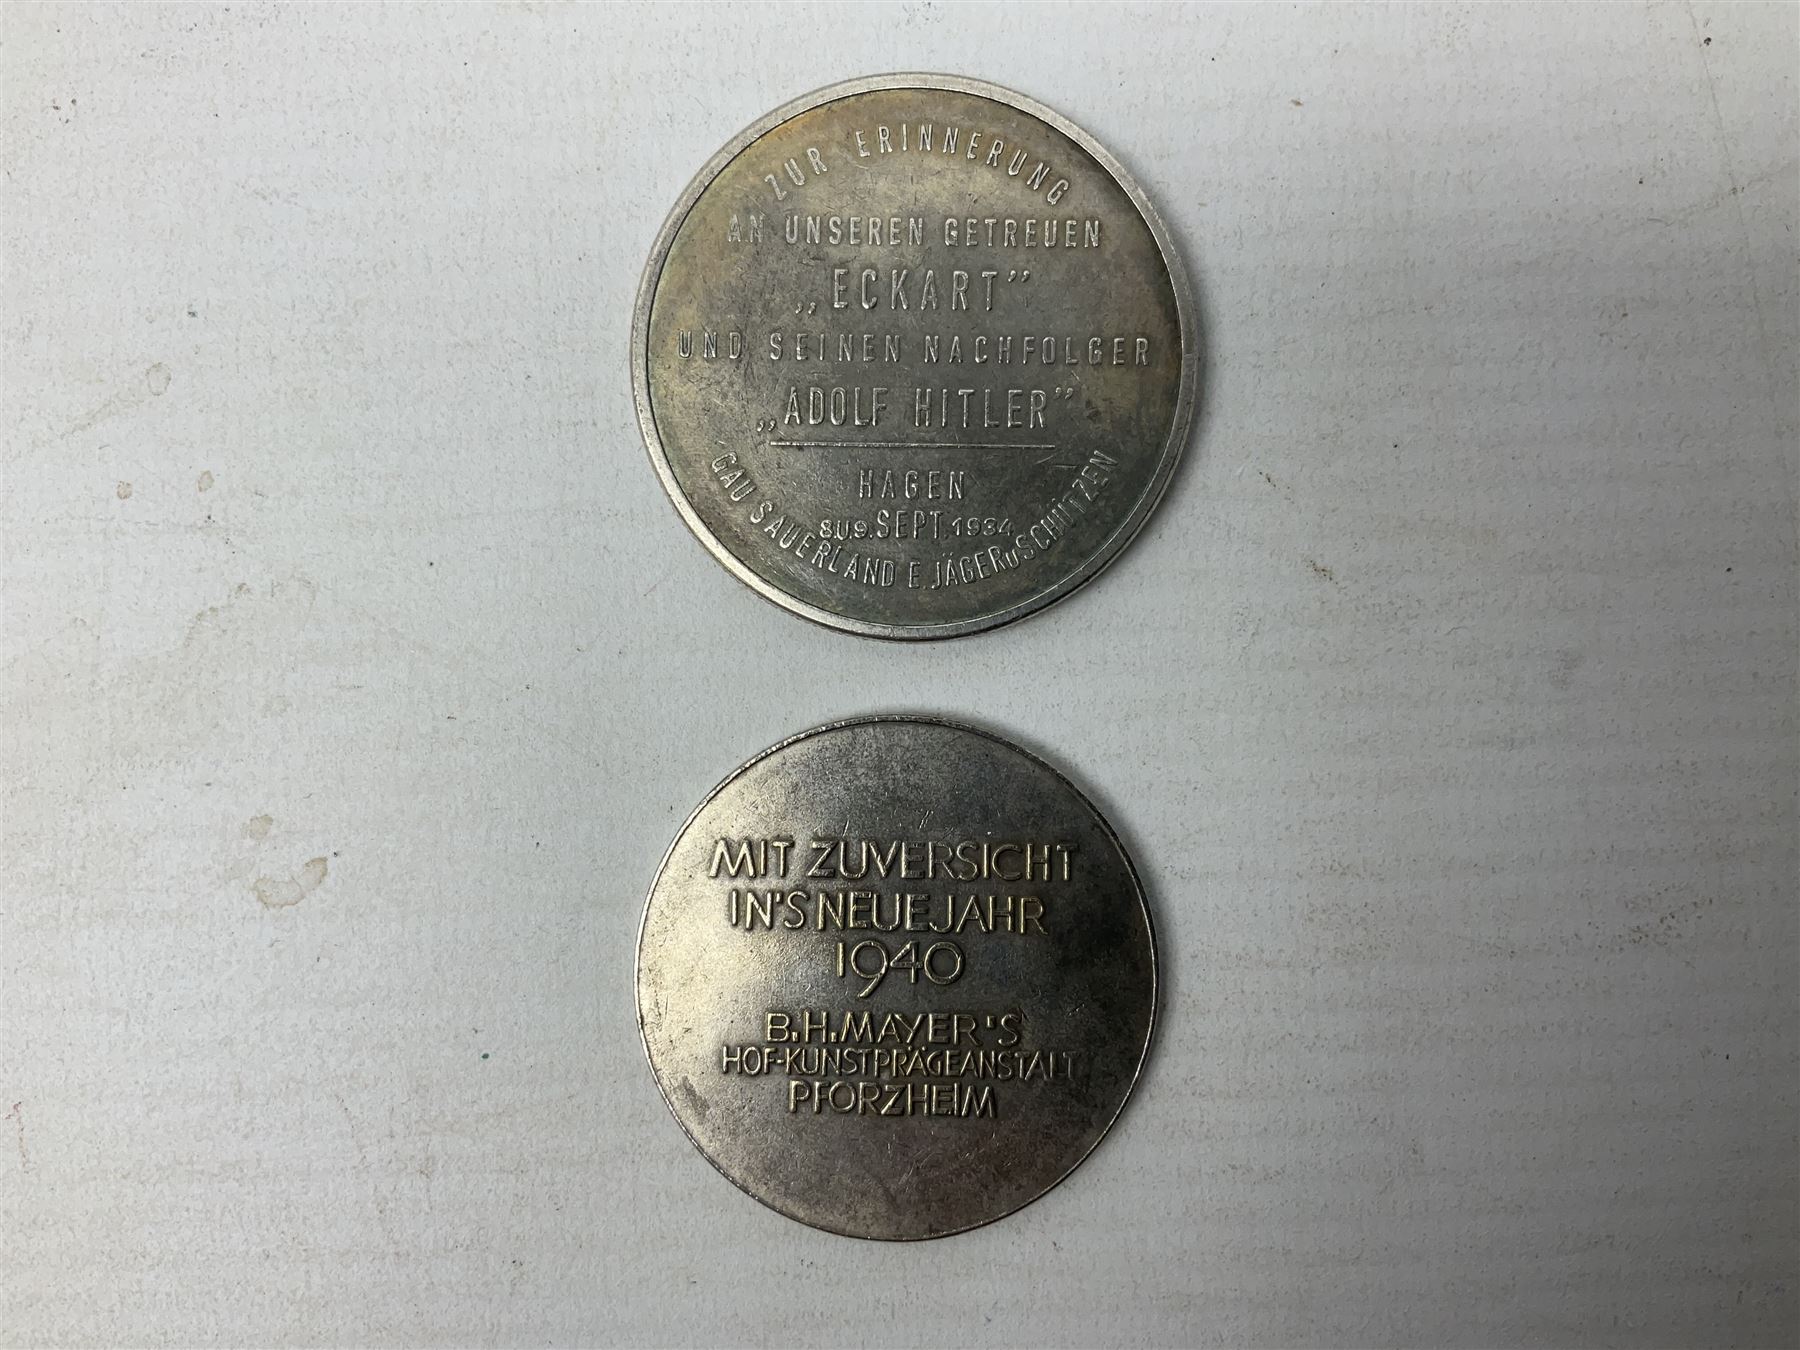 ZUR ERINNERUNG
AN UNSEREN GETREUEN
„ECKART”
UND SEINEN NACHFOLGER
„ADOLF HITLER”
HAGEN
8.U.9. SEPT. 1934
GAU SAUERLAND E. JÄGER U SCHÜTZEN
MIT ZUVERSICHT
IN'S NEUE JAHR
1940
B.H.MAYER'S
HOF-KUNSTPRÄGEANSTALT
PFORZHEIM